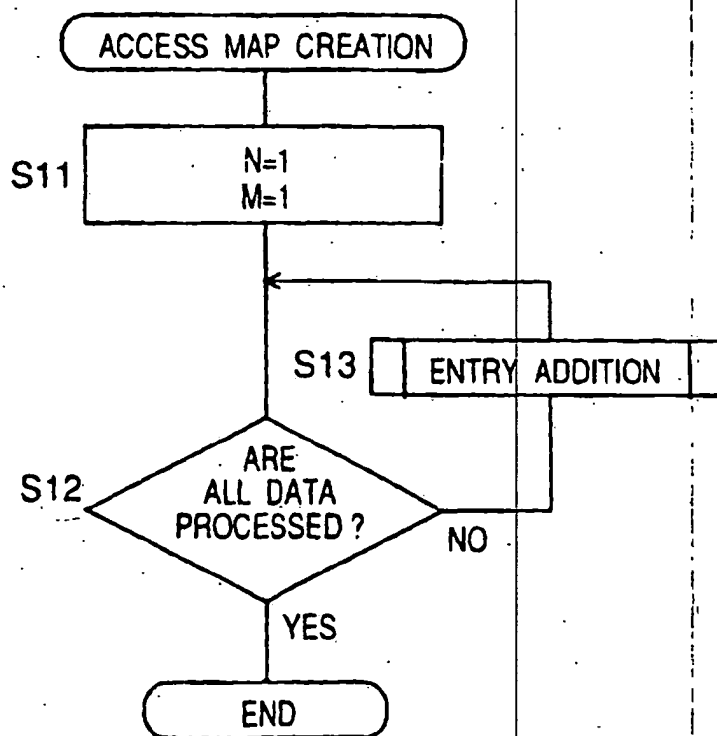 ACCESS MAP CREATION
S11
N=1
M=1
S13
ENTRY ADDITION
S12
ARE
ALL DATA
PROCESSED ?
NO
YES
END